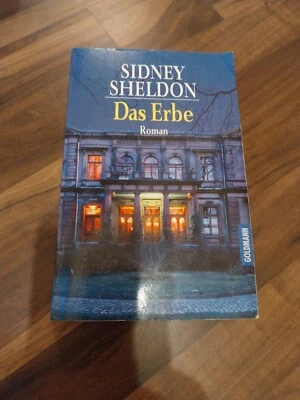 SIDNEY
SHELDON
Das Erbe
Roman
GOLDMANN